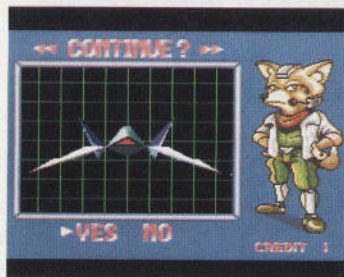 ◄◄ CONTINUE? ►►
►YES NO
CREDIT 1